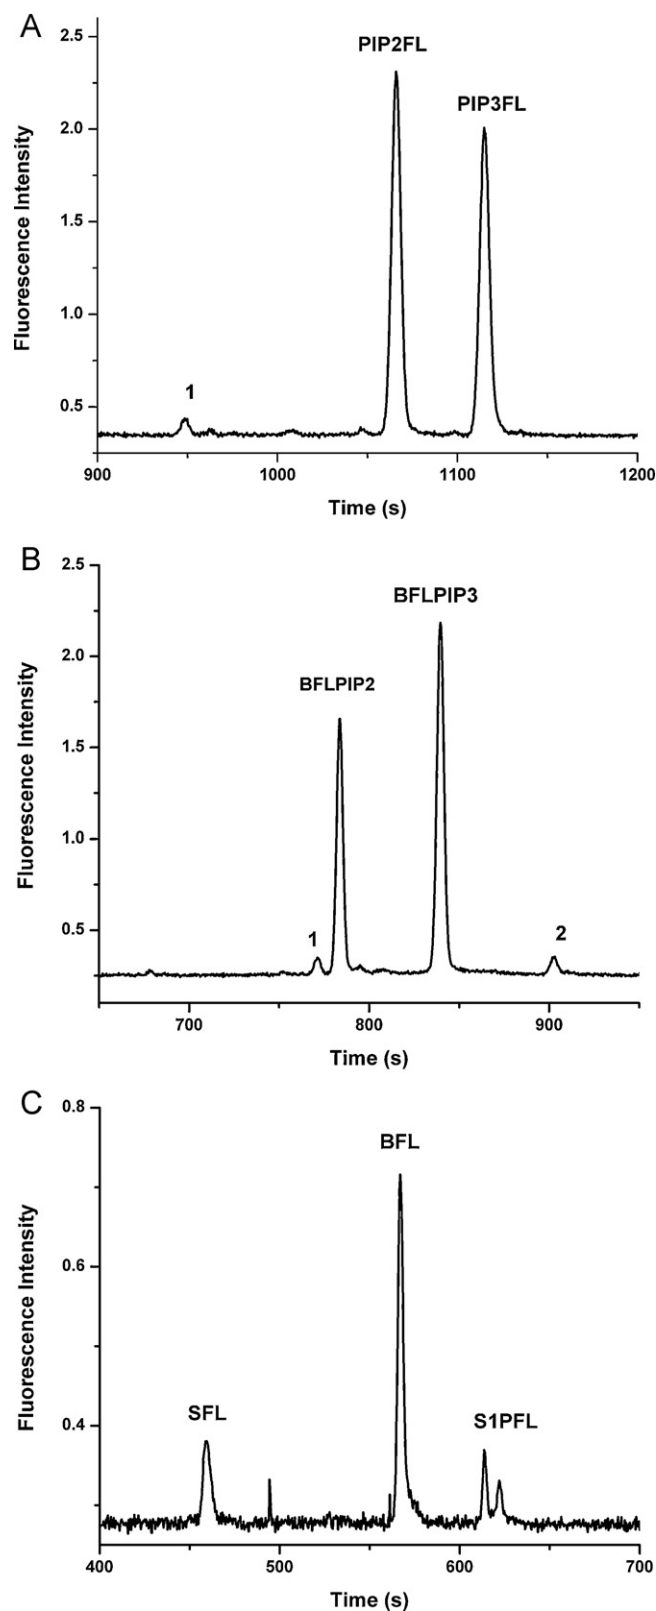 A
2.5
PIP2FL
PIP3FL
2.0
1.5
Fluorescence Intensity
1.0
1
0.5
900
1000
1100
1200
Time (s)
B
2.5
BFLPIP3
2.0
BFLPIP2
1.5
Fluorescence Intensity
1.0
1
2
0.5
700
800
900
Time (s)
C
0.8
BFL
0.6
Fluorescence Intensity
SFL
S1PFL
0.4
400
500
600
700
Time (s)